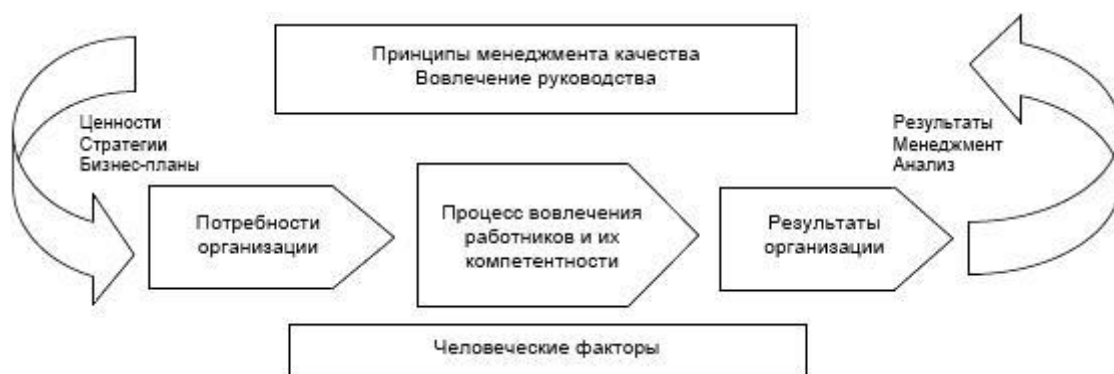 Принципы менеджмента качества
Вовлечение руководства
Ценности
Стратегии
Бизнес-планы
Результаты
Менеджмент
Анализ
Потребности
организации
Процесс вовлечения
работников и их
компетентности
Результаты
организации
Человеческие факторы